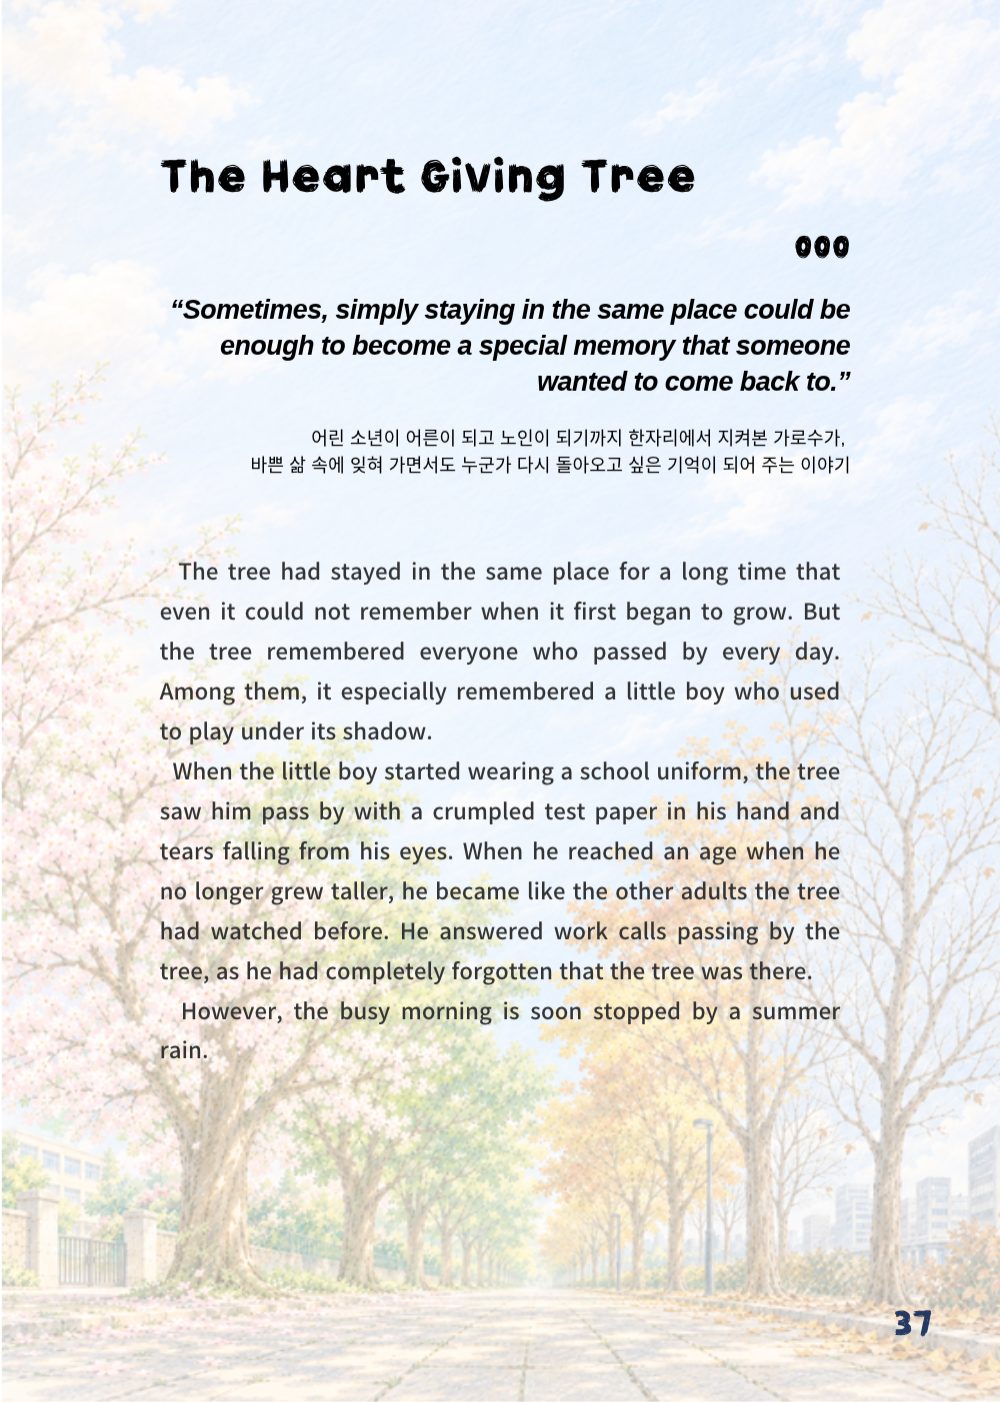 The Heart Giving Tree
000
“Sometimes, simply staying in the same place could be
enough to become a special memory that someone
wanted to come back to.”
어린 소년이 어른이 되고 노인이 되기까지 한자리에서 지켜본 가로수가,
바쁜 삶 속에 잊혀 가면서도 누군가 다시 돌아오고 싶은 기억이 되어 주는 이야기
The tree had stayed in the same place for a long time that
even it could not remember when it first began to grow. But
the tree remembered everyone who passed by every day.
Among them, it especially remembered a little boy who used
to play under its shadow.
When the little boy started wearing a school uniform, the tree
saw him pass by with a crumpled test paper in his hand and
tears falling from his eyes. When he reached an age when he
no longer grew taller, he became like the other adults the tree
had watched before. He answered work calls passing by the
tree, as he had completely forgotten that the tree was there.
However, the busy morning is soon stopped by a summer
rain.
37